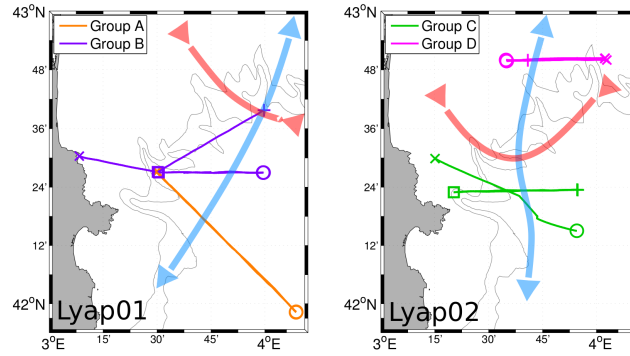 43°N
Group A
Group B
48'
36'
24'
12'
42°N
Lyap01
3°E
15'
30'
45'
4°E
43°N
Group C
Group D
48'
36'
24'
12'
42°N
Lyap02
3°E
15'
30'
45'
4°E